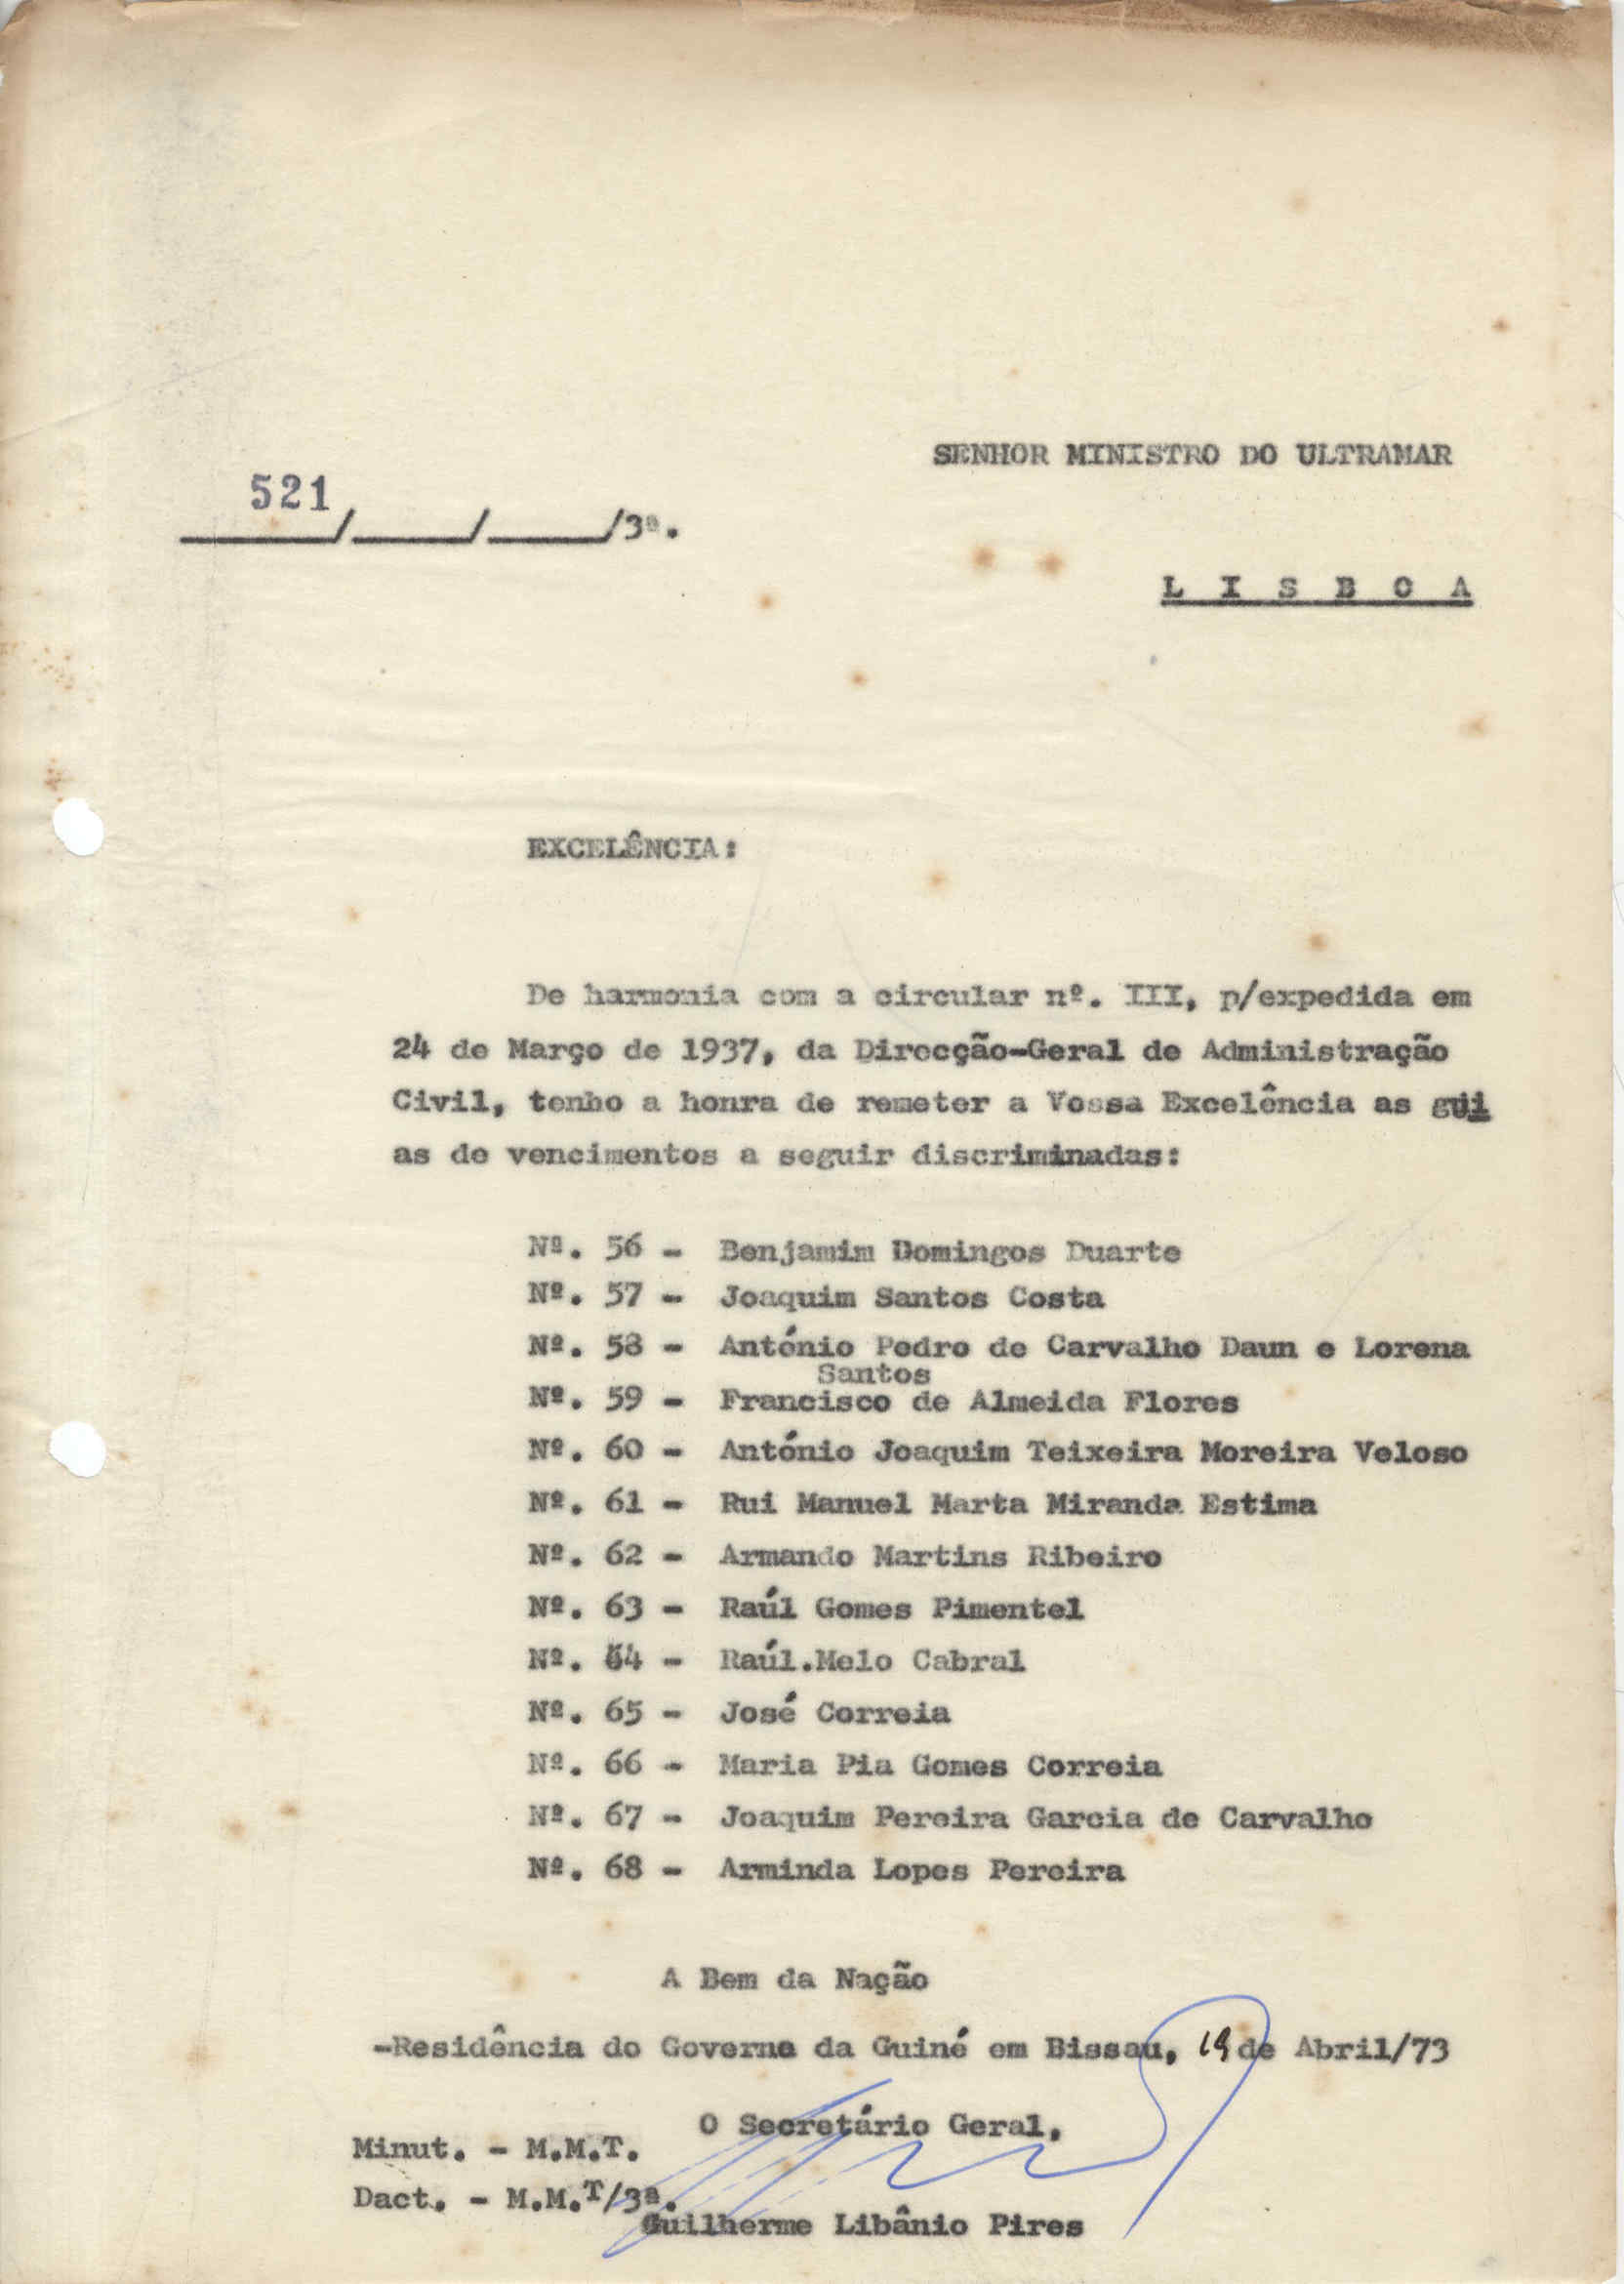 SENHOR MINISTRO DO ULTRAMAR
521
/ / /3ª.
L I S B O A
EXCELÊNCIA:
De harmonia com a circular nº. III, p/expedida em
24 de Março de 1937, da Direcção-Geral de Administração
Civil, tenho a honra de remeter a Vossa Excelência as gui
as de vencimentos a seguir discriminadas:
Nº. 56 - Benjamim Domingos Duarte
Nº. 57 - Joaquim Santos Costa
Nº. 58 - António Pedro de Carvalho Daun e Lorena
Santos
Nº. 59 - Francisco de Almeida Flores
Nº. 60 - António Joaquim Teixeira Moreira Veloso
Nº. 61 - Rui Manuel Marta Miranda Estima
Nº. 62 - Armando Martins Ribeiro
Nº. 63 - Raúl Gomes Pimentel
Nº. 64 - Raúl.Melo Cabral
Nº. 65 - José Correia
Nº. 66 - Maria Pia Gomes Correia
Nº. 67 - Joaquim Pereira Garcia de Carvalho
Nº. 68 - Arminda Lopes Pereira
A Bem da Nação
-Residência do Governo da Guiné em Bissau, 19 de Abril/73
O Secretário Geral,
Minut. - M.M.T.
Dact. - M.M.T/3ª.
Guilherme Libânio Pires